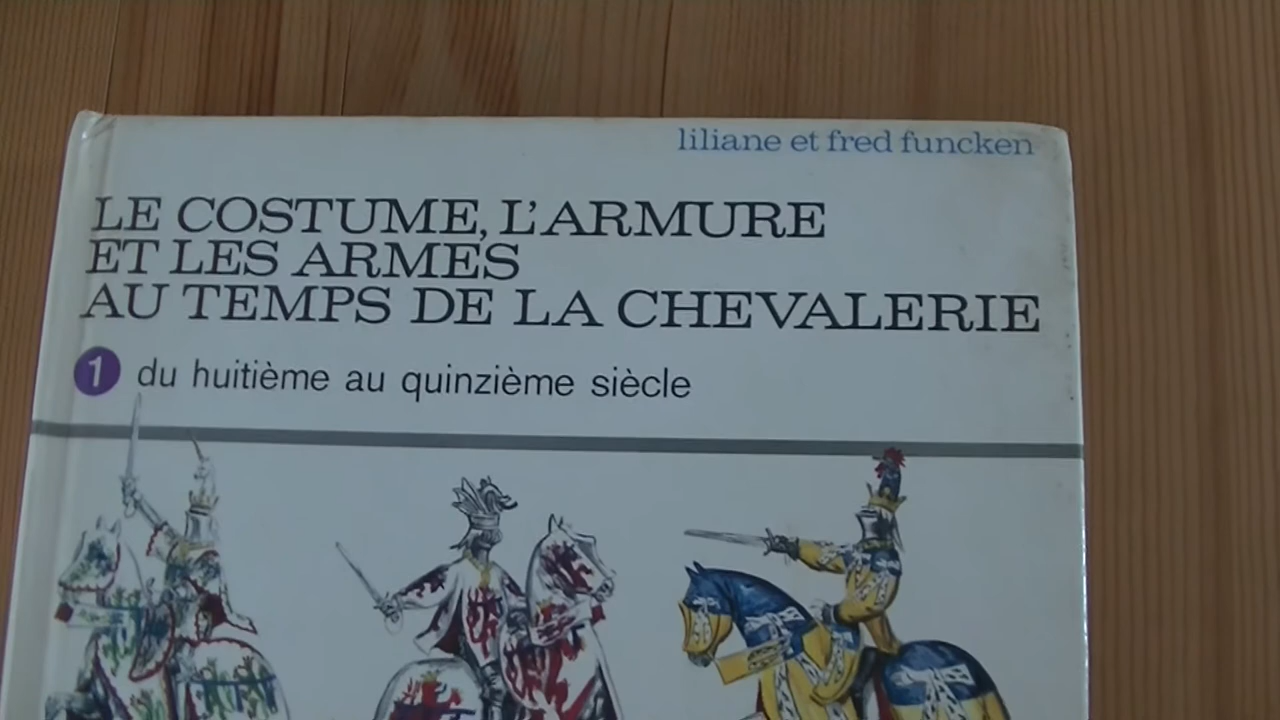 liliane et fred funcken
LE COSTUME, L'ARMURE
ET LES ARMES
AU TEMPS DE LA CHEVALERIE
1 du huitième au quinzième siècle